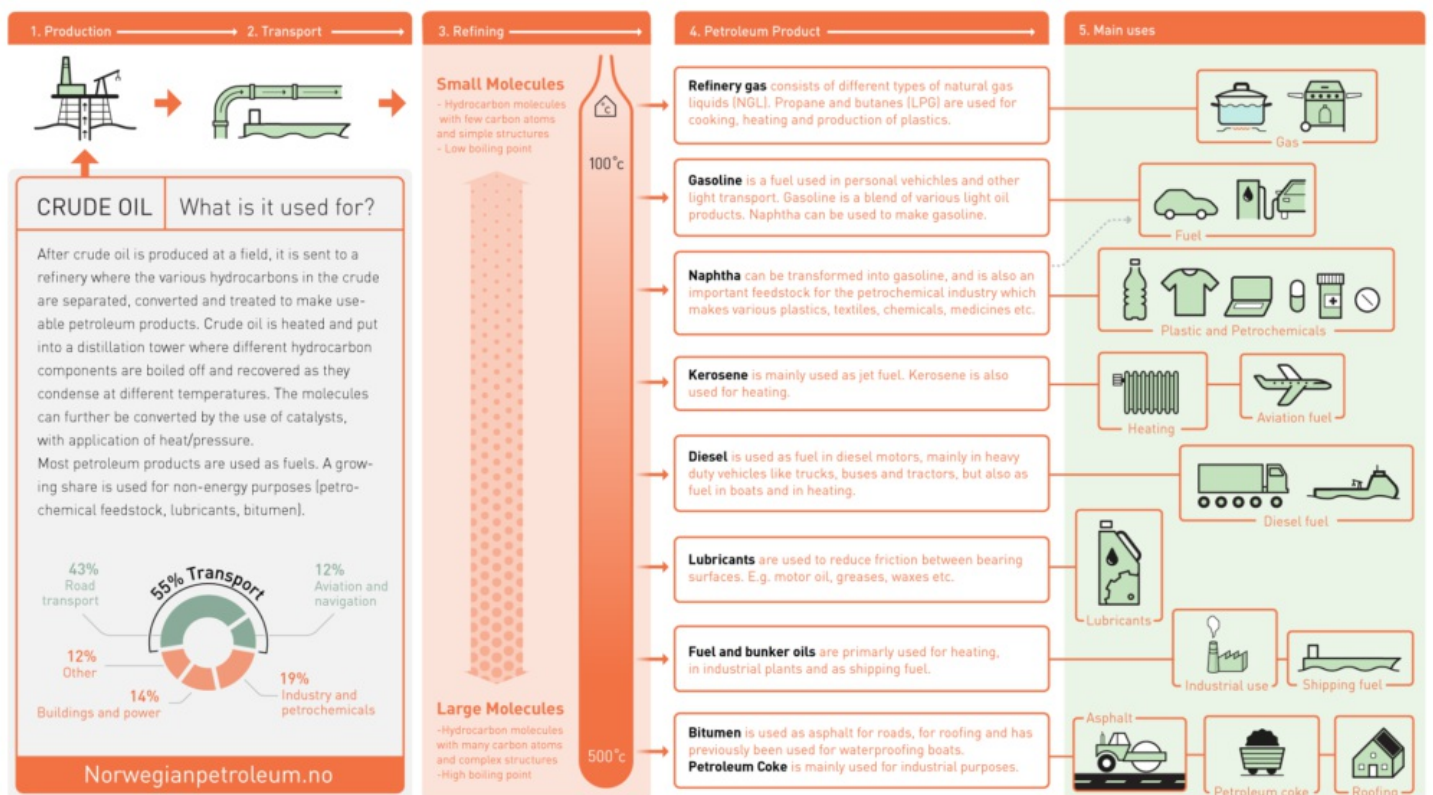 1. Production
2. Transport
3. Refining
4. Petroleum Product
5. Main uses
CRUDE OIL
What is it used for?
After crude oil is produced at a field, it is sent to a
refinery where the various hydrocarbons in the crude
are separated, converted and treated to make use-
able petroleum products. Crude oil is heated and put
into a distillation tower where different hydrocarbon
components are boiled off and recovered as they
condense at different temperatures. The molecules
can further be converted by the use of catalysts,
with application of heat/pressure.
Most petroleum products are used as fuels. A grow-
ing share is used for non-energy purposes (petro-
chemical feedstock, lubricants, bitumen).
43%
Road
transport
55% Transport
12%
Aviation and
navigation
12%
Other
14%
Buildings and power
19%
Industry and
petrochemicals
Norwegianpetroleum.no
Small Molecules
- Hydrocarbon molecules
with few carbon atoms
and simple structures
- Low boiling point
°c
100°c
Large Molecules
-Hydrocarbon molecules
with many carbon atoms
and complex structures
-High boiling point
500°c
Refinery gas consists of different types of natural gas
liquids (NGL). Propane and butanes (LPG) are used for
cooking, heating and production of plastics.
Gas
Gasoline is a fuel used in personal vehichles and other
light transport. Gasoline is a blend of various light oil
products. Naphtha can be used to make gasoline.
Fuel
Naphtha can be transformed into gasoline, and is also an
important feedstock for the petrochemical industry which
makes various plastics, textiles, chemicals, medicines etc.
Plastic and Petrochemicals
Kerosene is mainly used as jet fuel. Kerosene is also
used for heating.
Heating
Aviation fuel
Diesel is used as fuel in diesel motors, mainly in heavy
duty vehicles like trucks, buses and tractors, but also as
fuel in boats and in heating.
Diesel fuel
Lubricants are used to reduce friction between bearing
surfaces. E.g. motor oil, greases, waxes etc.
Lubricants
Fuel and bunker oils are primarly used for heating,
in industrial plants and as shipping fuel.
Industrial use
Shipping fuel
Bitumen is used as asphalt for roads, for roofing and has
previously been used for waterproofing boats.
Petroleum Coke is mainly used for industrial purposes.
Asphalt
Petroleum coke
Roofing